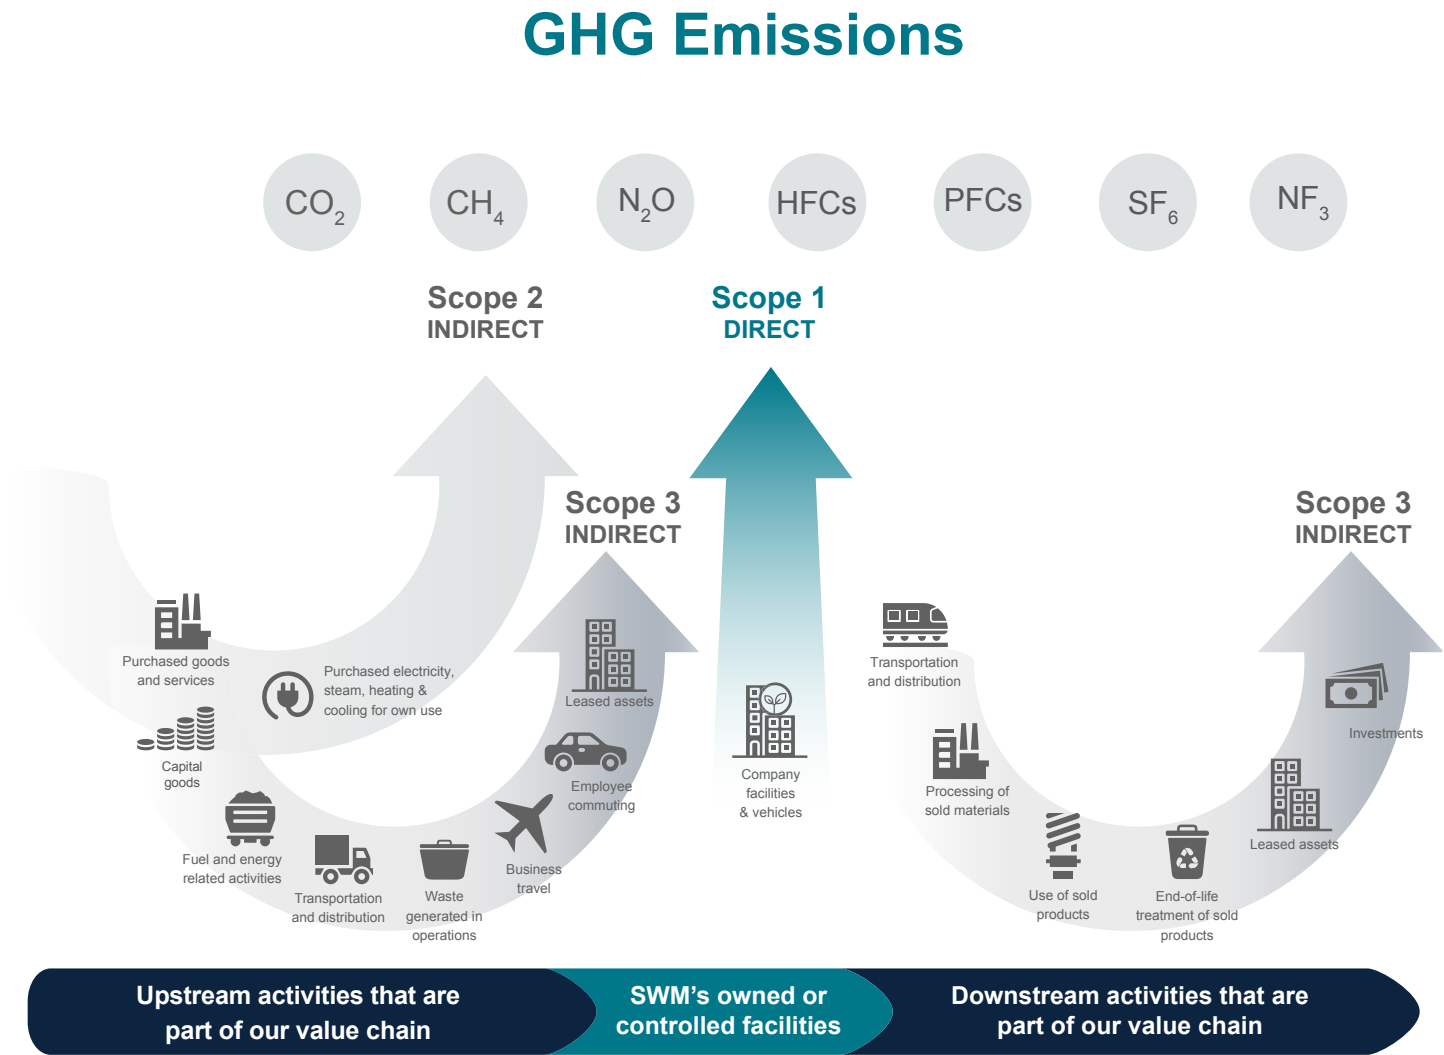 GHG Emissions
CO2
CH4
N2O
HFCs
PFCs
SF6
NF3
Scope 2
INDIRECT
Scope 1
DIRECT
Scope 3
INDIRECT
Scope 3
INDIRECT
Purchased goods
and services
Purchased electricity,
steam, heating &
cooling for own use
Capital
goods
Fuel and energy
related activities
Transportation
and distribution
Waste
generated in
operations
Business
travel
Employee
commuting
Leased assets
Company
facilities
& vehicles
Transportation
and distribution
Processing of
sold materials
Use of sold
products
End-of-life
treatment of sold
products
Leased assets
Investments
Upstream activities that are
part of our value chain
SWM's owned or
controlled facilities
Downstream activities that are
part of our value chain